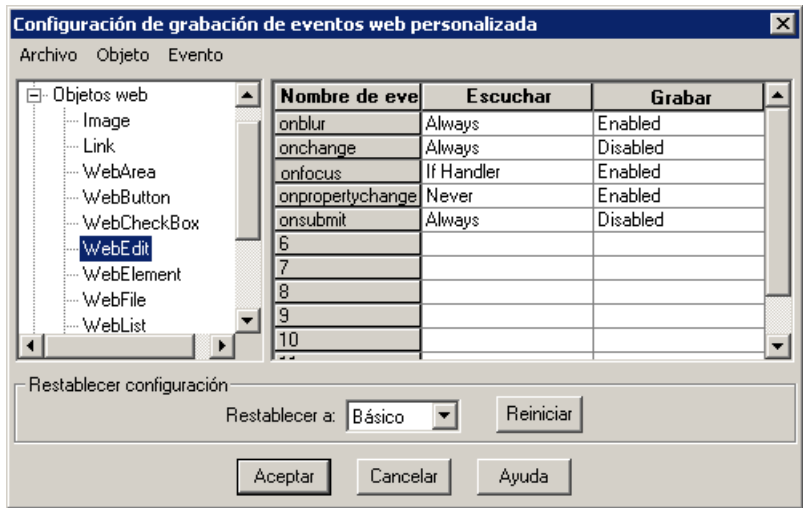 Configuración de grabación de eventos web personalizada
Archivo Objeto Evento
Objetos web
Image
Link
WebArea
WebButton
WebCheckBox
WebEdit
WebElement
WebFile
WebList
Nombre de eve Escuchar Grabar
onblur Always Enabled
onchange Always Disabled
onfocus If Handler Enabled
onpropertychange Never Enabled
onsubmit Always Disabled
6
7
8
9
10
Restablecer configuración
Restablecer a: Básico Reiniciar
Aceptar Cancelar Ayuda